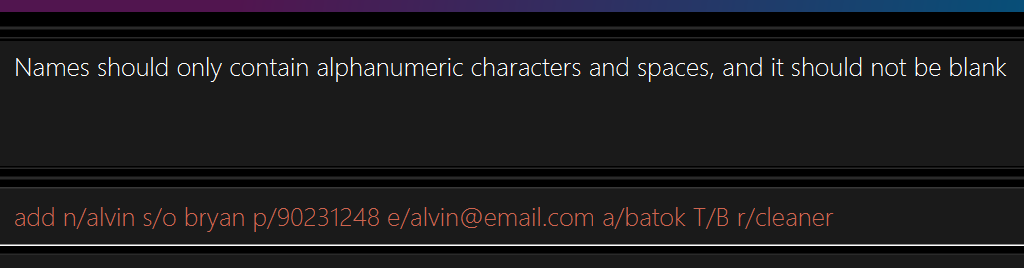 Names should only contain alphanumeric characters and spaces, and it should not be blank
add n/alvin s/o bryan p/90231248 e/alvin@email.com a/batok T/B r/cleaner